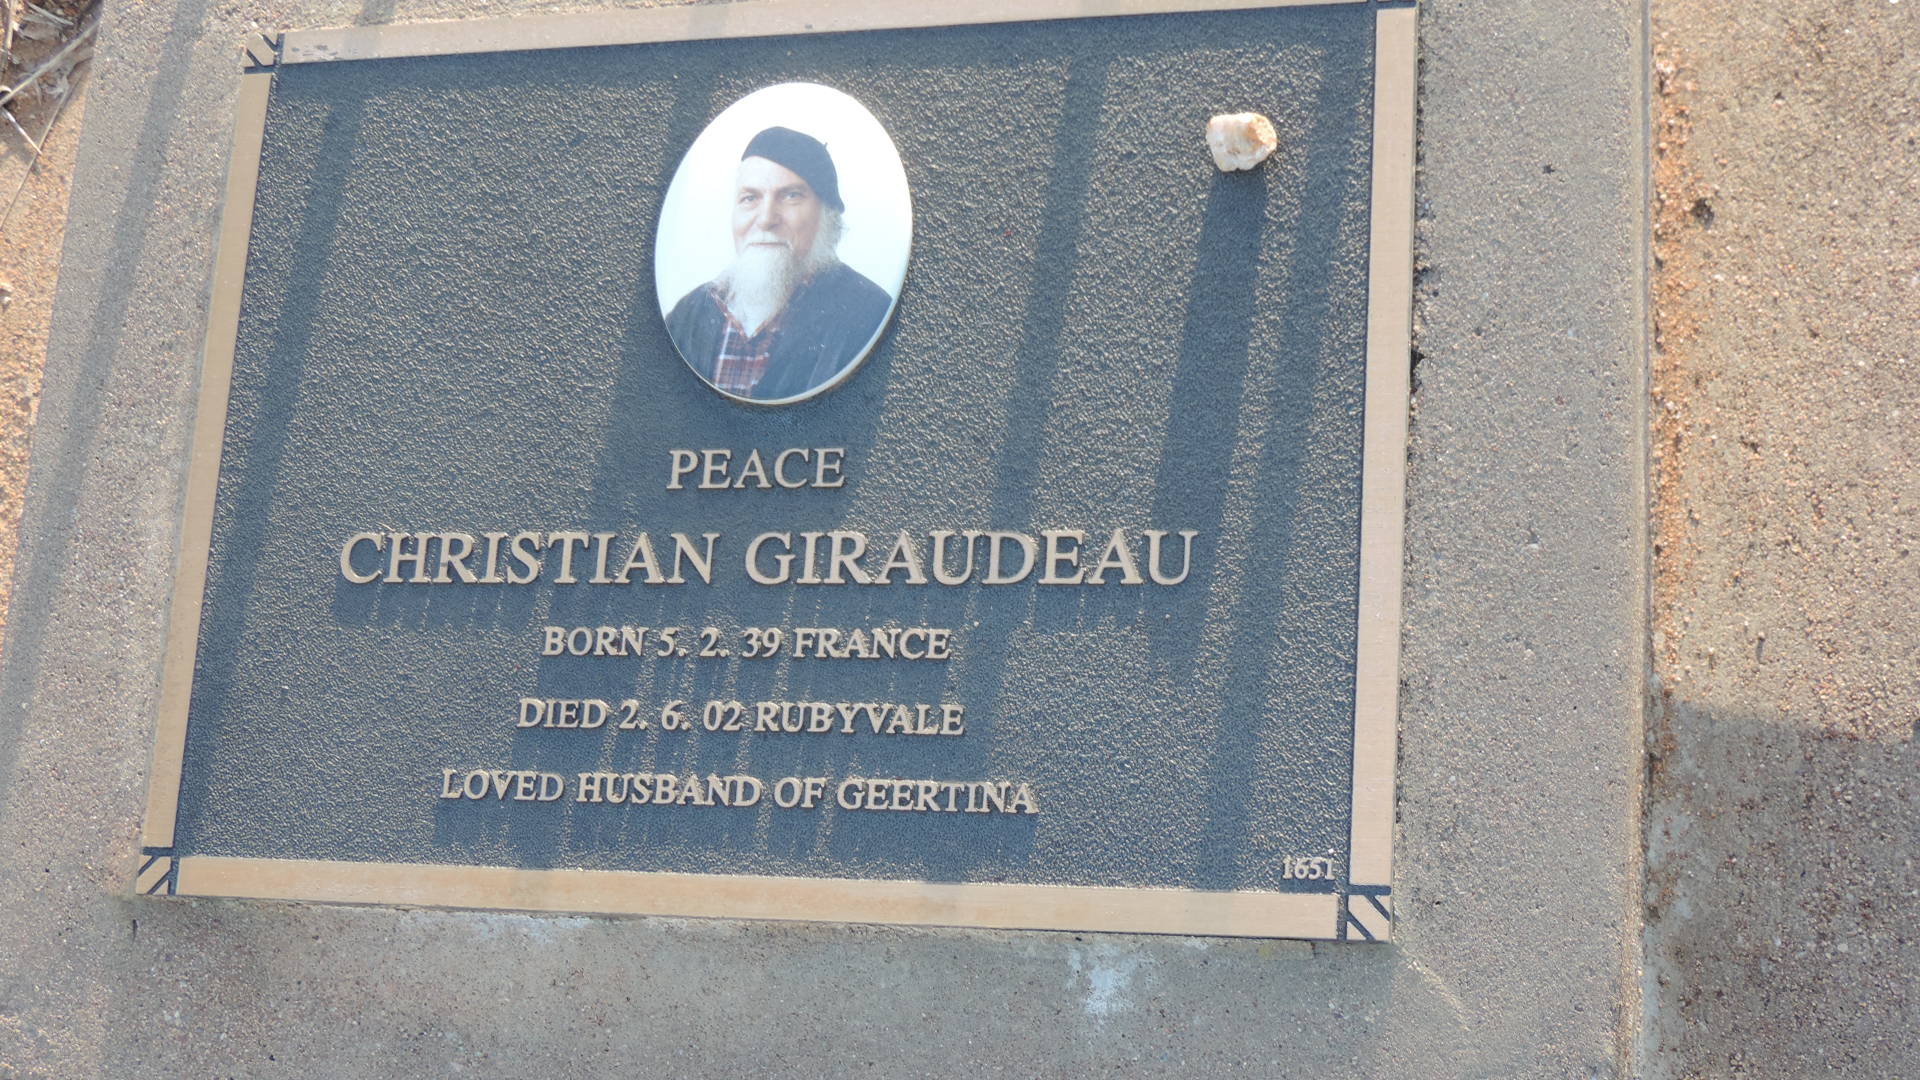 PEACE
CHRISTIAN GIRAUDEAU
BORN 5. 2. 39 FRANCE
DIED 2. 6. 02 RUBYVALE
LOVED HUSBAND OF GEERTINA
1651